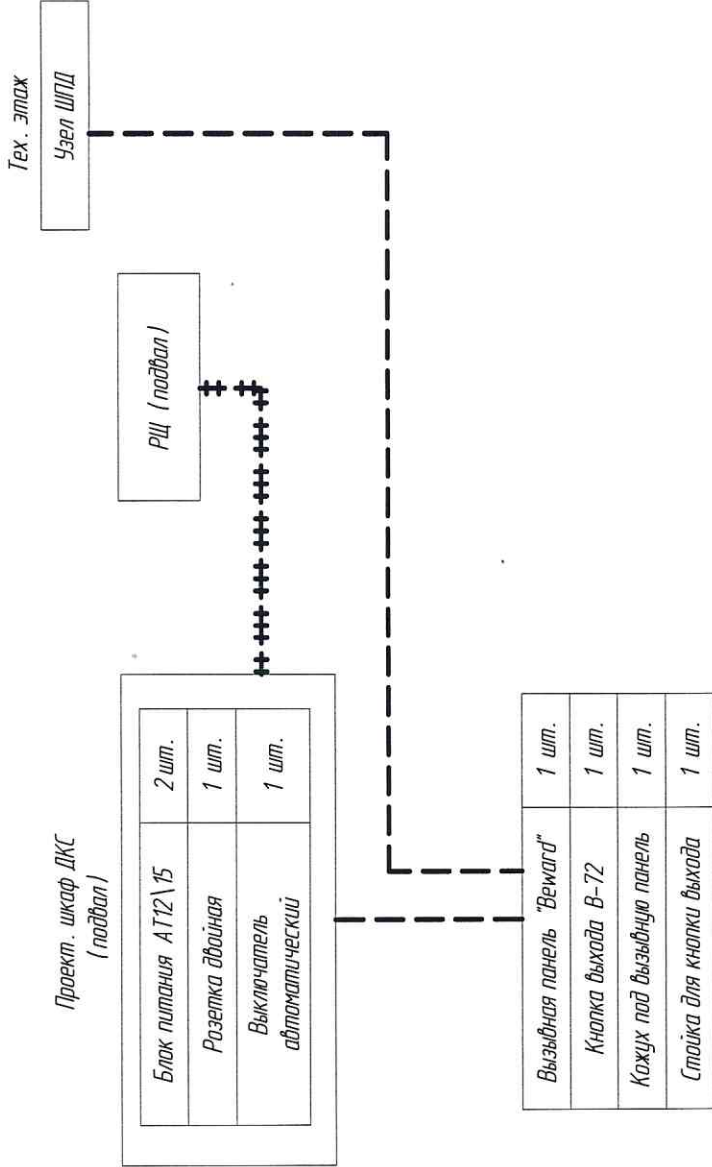 Тех. этаж
Узел ШПД
РЩ (подвал)
Проект. шкаф ДКС
(подвал)
Блок питания АТ12\15
2 шт.
Розетка двойная
1 шт.
Выключатель
автоматический
1 шт.
Вызывная панель "Beward"
1 шт.
Кнопка выхода В-72
1 шт.
Кожух под вызывную панель
1 шт.
Стойка для кнопки выхода
1 шт.